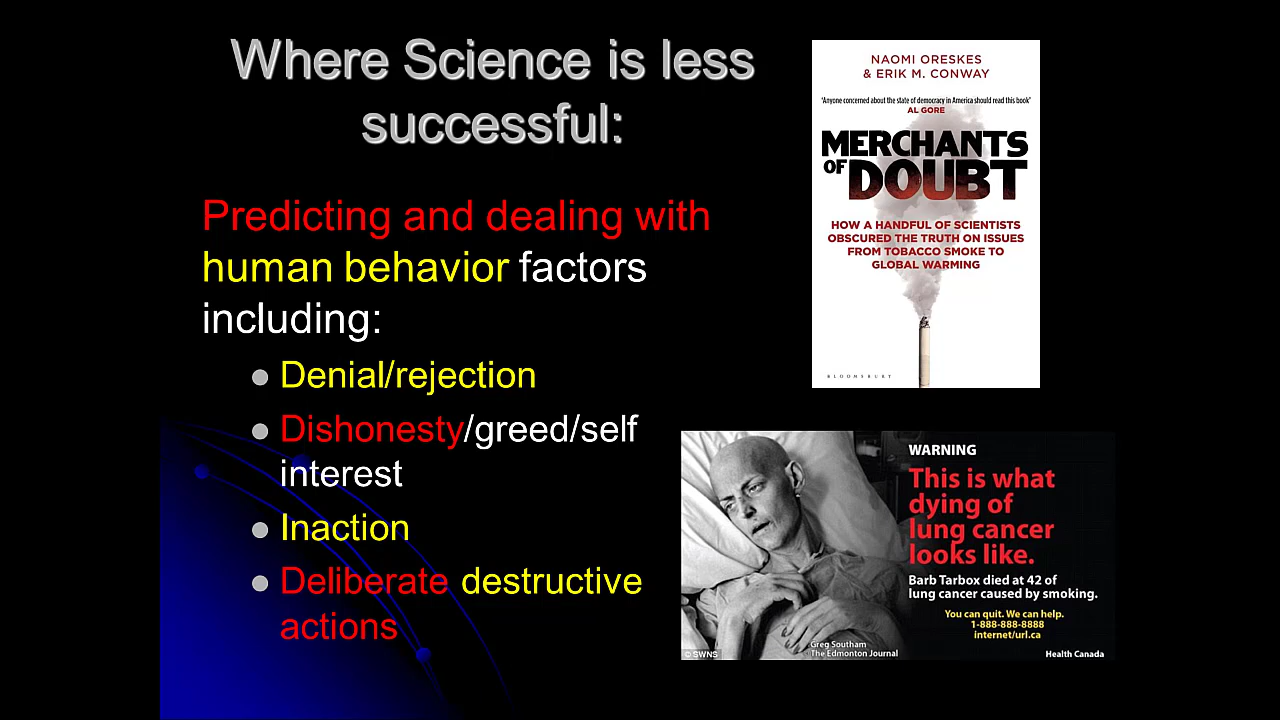 Where Science is less
successful:
Predicting and dealing with
human behavior factors
including:
Denial/rejection
Dishonesty/greed/self
interest
Inaction
Deliberate destructive
actions
NAOMI ORESKES
& ERIK M. CONWAY
'Anyone concerned about the state of democracy in America should read this book'
AL GORE
MERCHANTS
OF DOUBT
HOW A HANDFUL OF SCIENTISTS
OBSCURED THE TRUTH ON ISSUES
FROM TOBACCO SMOKE TO
GLOBAL WARMING
BLOOMSBURY
WARNING
This is what
dying of
lung cancer
looks like.
Barb Tarbox died at 42 of
lung cancer caused by smoking.
You can quit. We can help.
1-888-888-8888
internet/url.ca
Greg Southam
The Edmonton Journal
© SWNS
Health Canada